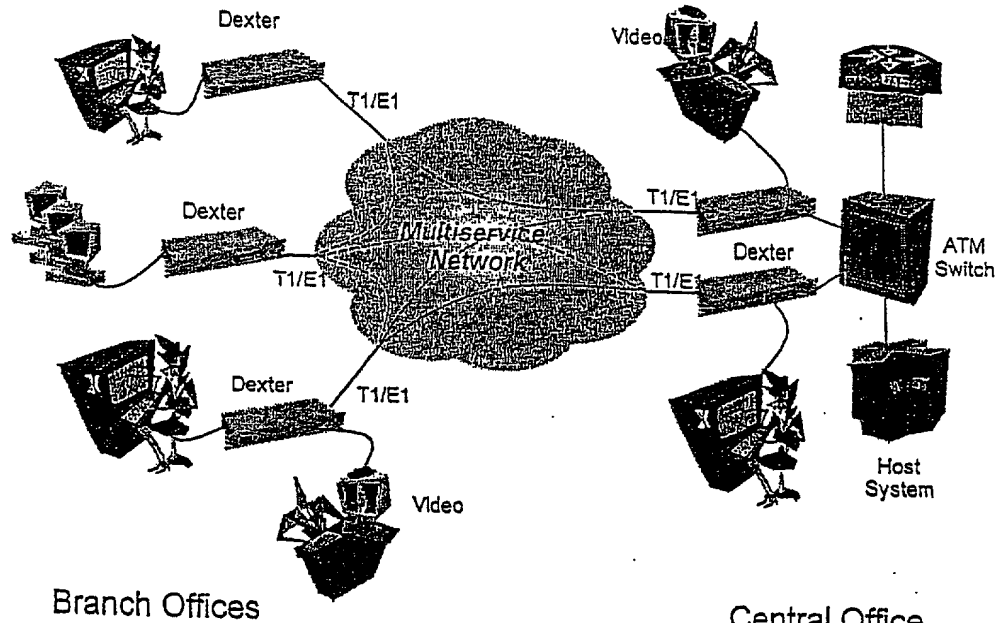 Dexter
Video
T1/E1
Dexter
T1/E1
Multiservice
Network
T1/E1
Dexter
T1/E1
ATM
Switch
Dexter
T1/E1
Video
Host
System
Branch Offices
Central Office